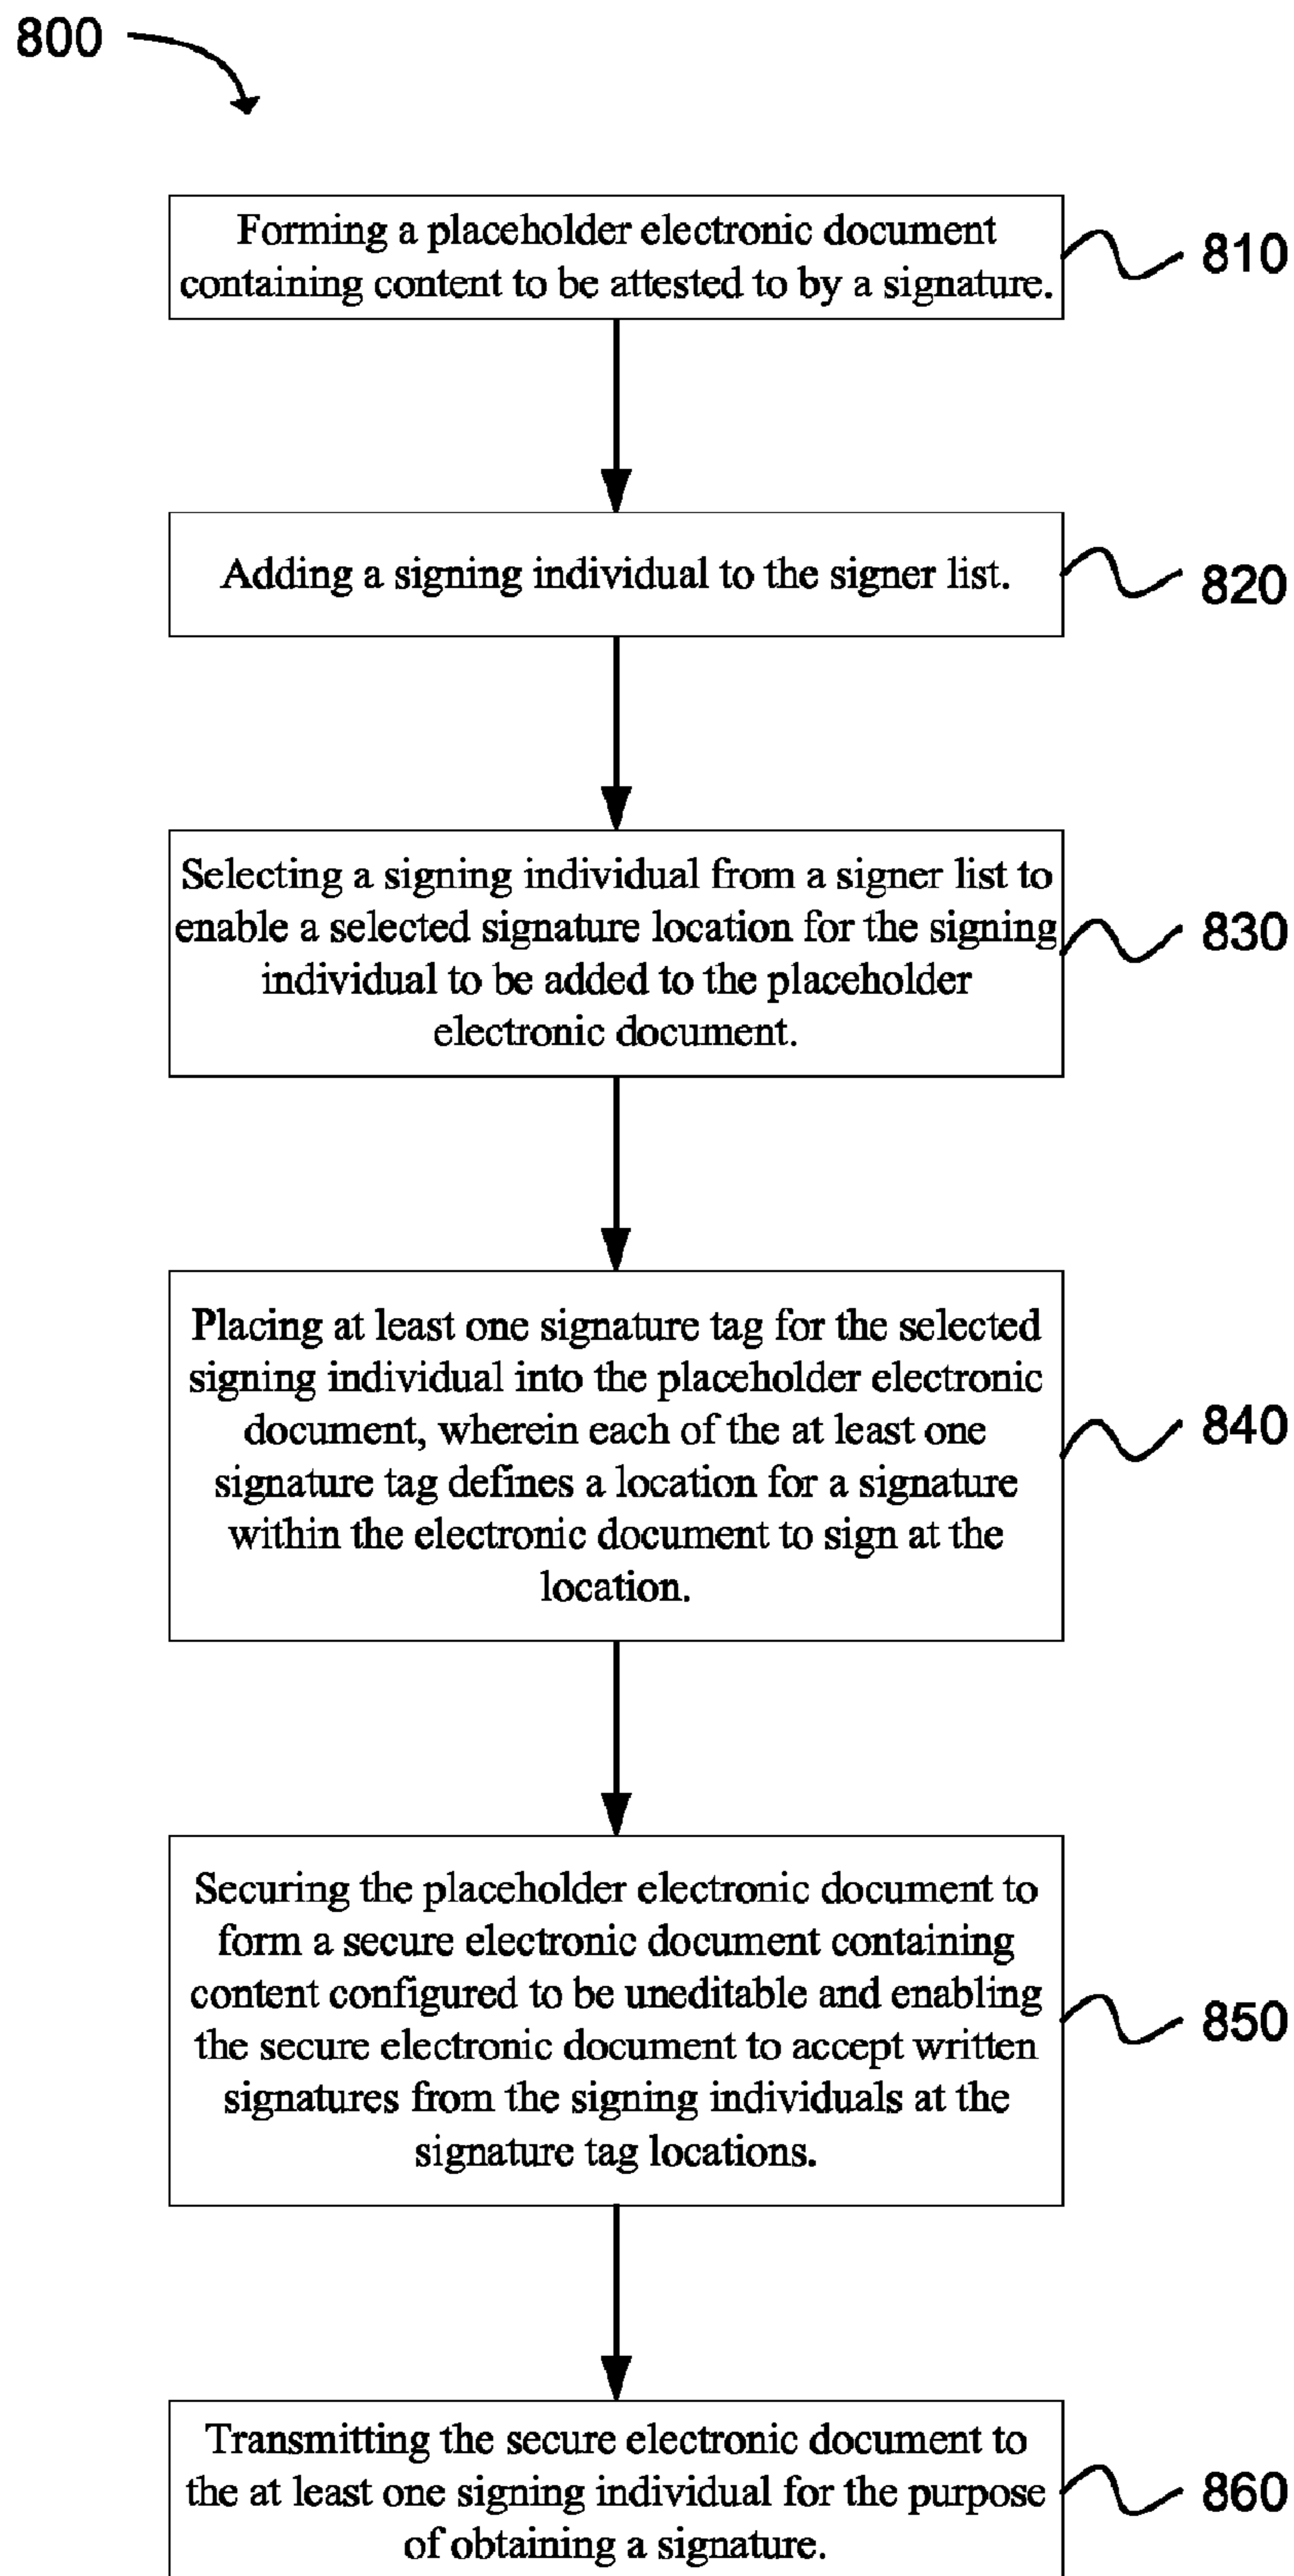 800
Forming a placeholder electronic document
containing content to be attested to by a signature.
810
Adding a signing individual to the signer list.
820
Selecting a signing individual from a signer list to
enable a selected signature location for the signing
individual to be added to the placeholder
electronic document.
830
Placing at least one signature tag for the selected
signing individual into the placeholder electronic
document, wherein each of the at least one
signature tag defines a location for a signature
within the electronic document to sign at the
location.
840
Securing the placeholder electronic document to
form a secure electronic document containing
content configured to be uneditable and enabling
the secure electronic document to accept written
signatures from the signing individuals at the
signature tag locations.
850
Transmitting the secure electronic document to
the at least one signing individual for the purpose
of obtaining a signature.
860